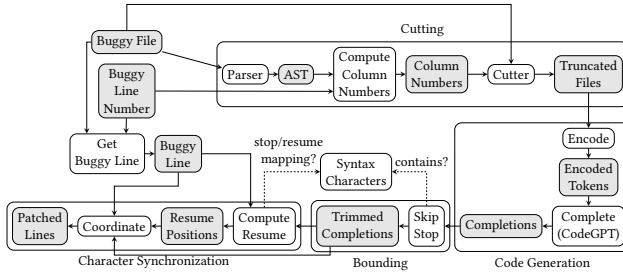 Cutting
Buggy File
Parser
AST
Compute
Column
Numbers
Column
Numbers
Cutter
Truncated
Files
Buggy
Line
Number
Get
Buggy Line
Buggy
Line
stop/resume
mapping?
Syntax
Characters
contains?
Encode
Encoded
Tokens
Complete
(CodeGPT)
Patched
Lines
Coordinate
Resume
Positions
Compute
Resume
Trimmed
Completions
Skip
Stop
Completions
Character Synchronization
Bounding
Code Generation